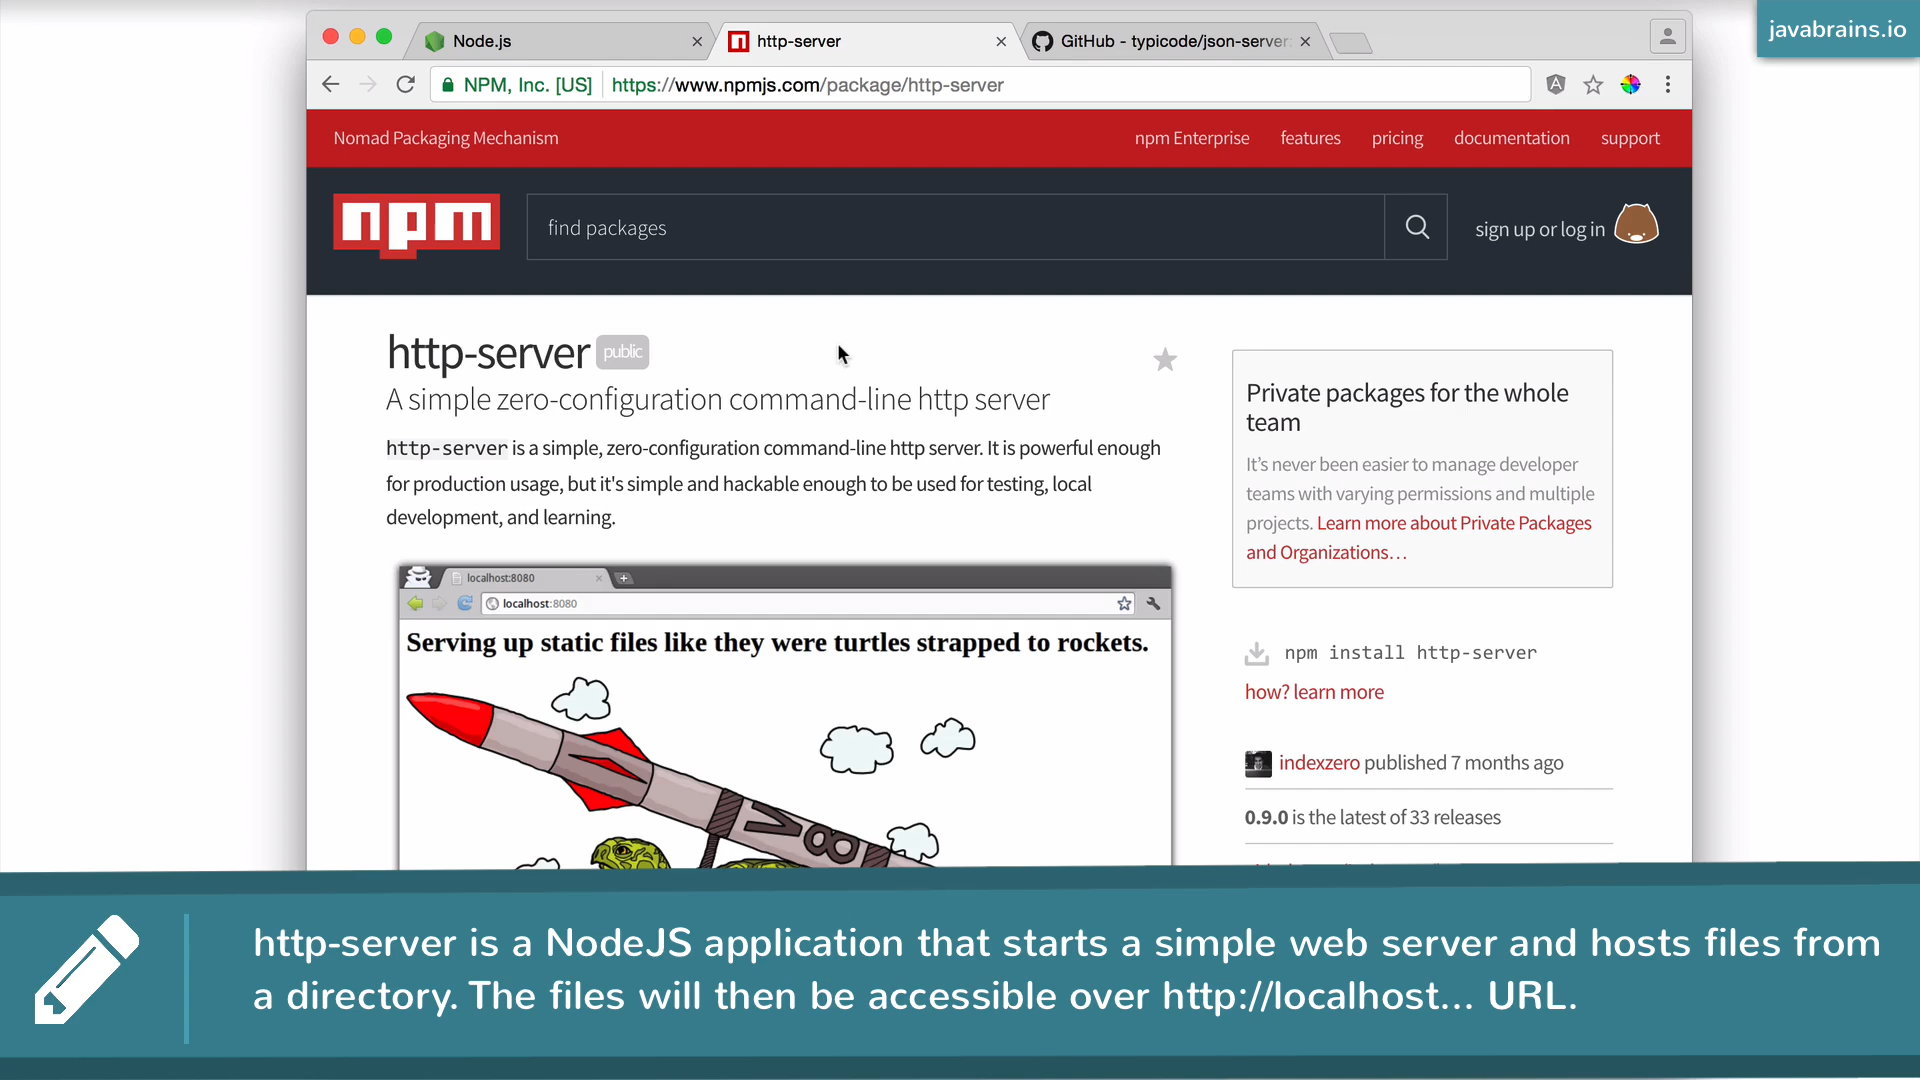 javabrains.io
Node.js
http-server
GitHub - typicode/json-server:
NPM, Inc. [US]
https://www.npmjs.com/package/http-server
Nomad Packaging Mechanism
npm Enterprise
features
pricing
documentation
support
npm
find packages
sign up or log in
http-server public
A simple zero-configuration command-line http server
http-server is a simple, zero-configuration command-line http server. It is powerful enough
for production usage, but it's simple and hackable enough to be used for testing, local
development, and learning.
localhost:8080
localhost:8080
Serving up static files like they were turtles strapped to rockets.
V8
Private packages for the whole
team
It's never been easier to manage developer
teams with varying permissions and multiple
projects. Learn more about Private Packages
and Organizations…
npm install http-server
how? learn more
indexzero published 7 months ago
0.9.0 is the latest of 33 releases
http-server is a NodeJS application that starts a simple web server and hosts files from
a directory. The files will then be accessible over http://localhost... URL.